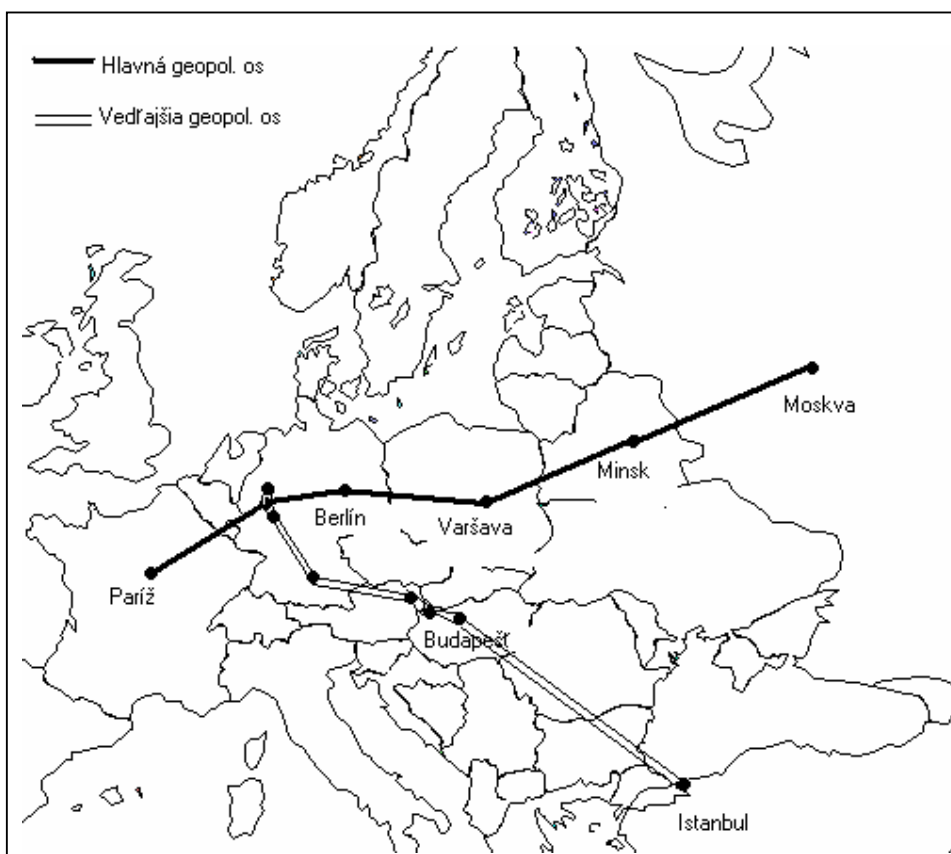 Hlavná geopol. os
Vedľajšia geopol. os
Moskva
Minsk
Berlín
Varšava
Paríž
Budapešť
Istanbul